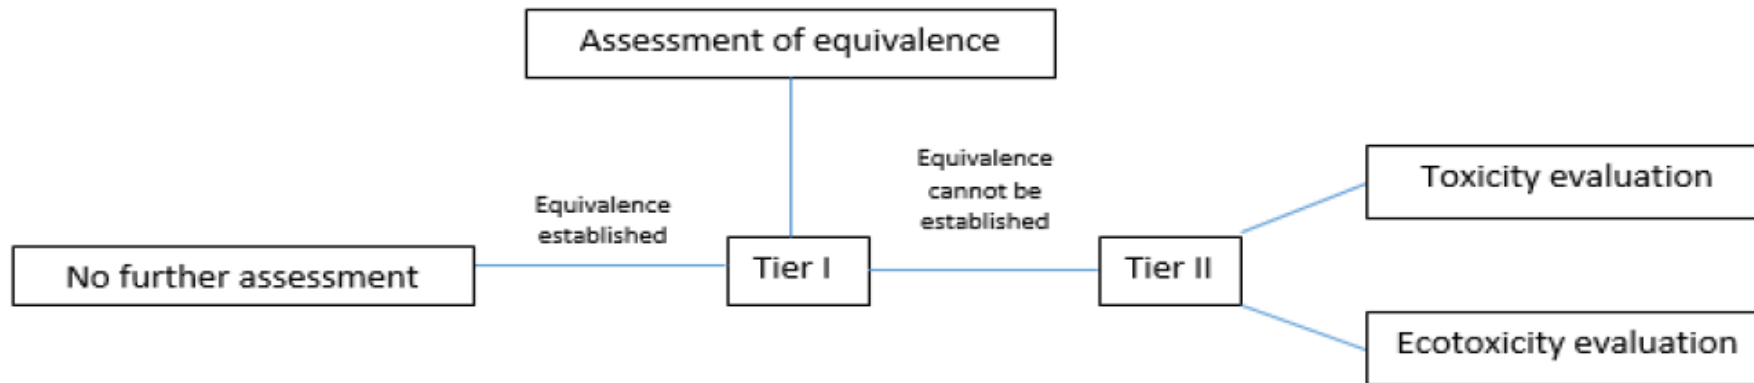 Assessment of equivalence
Equivalence
cannot be
established
Toxicity evaluation
Equivalence
established
No further assessment
Tier I
Tier II
Ecotoxicity evaluation